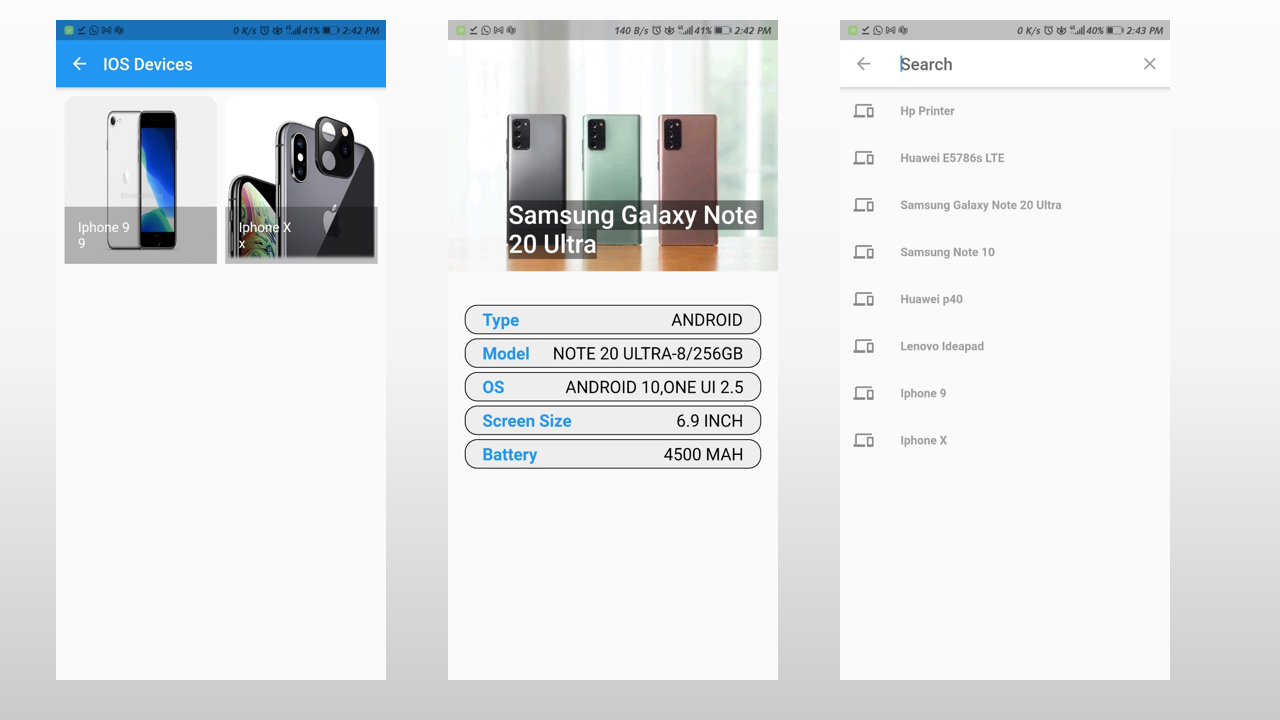 0 K/s 41% 2:42 PM
IOS Devices
Iphone 9
9
Iphone X
x
140 B/s 41% 2:42 PM
Samsung Galaxy Note
20 Ultra
Type ANDROID
Model NOTE 20 ULTRA-8/256GB
OS ANDROID 10,ONE UI 2.5
Screen Size 6.9 INCH
Battery 4500 MAH
0 K/s 40% 2:43 PM
Search
Hp Printer
Huawei E5786s LTE
Samsung Galaxy Note 20 Ultra
Samsung Note 10
Huawei p40
Lenovo Ideapad
Iphone 9
Iphone X